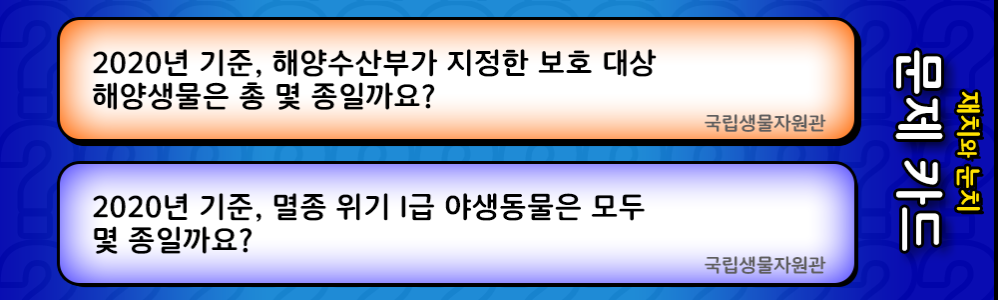 2020년 기준, 해양수산부가 지정한 보호 대상
해양생물은 총 몇 종일까요?
국립생물자원관
2020년 기준, 멸종 위기 I급 야생동물은 모두
몇 종일까요?
국립생물자원관
재치와 눈치
문제 카드